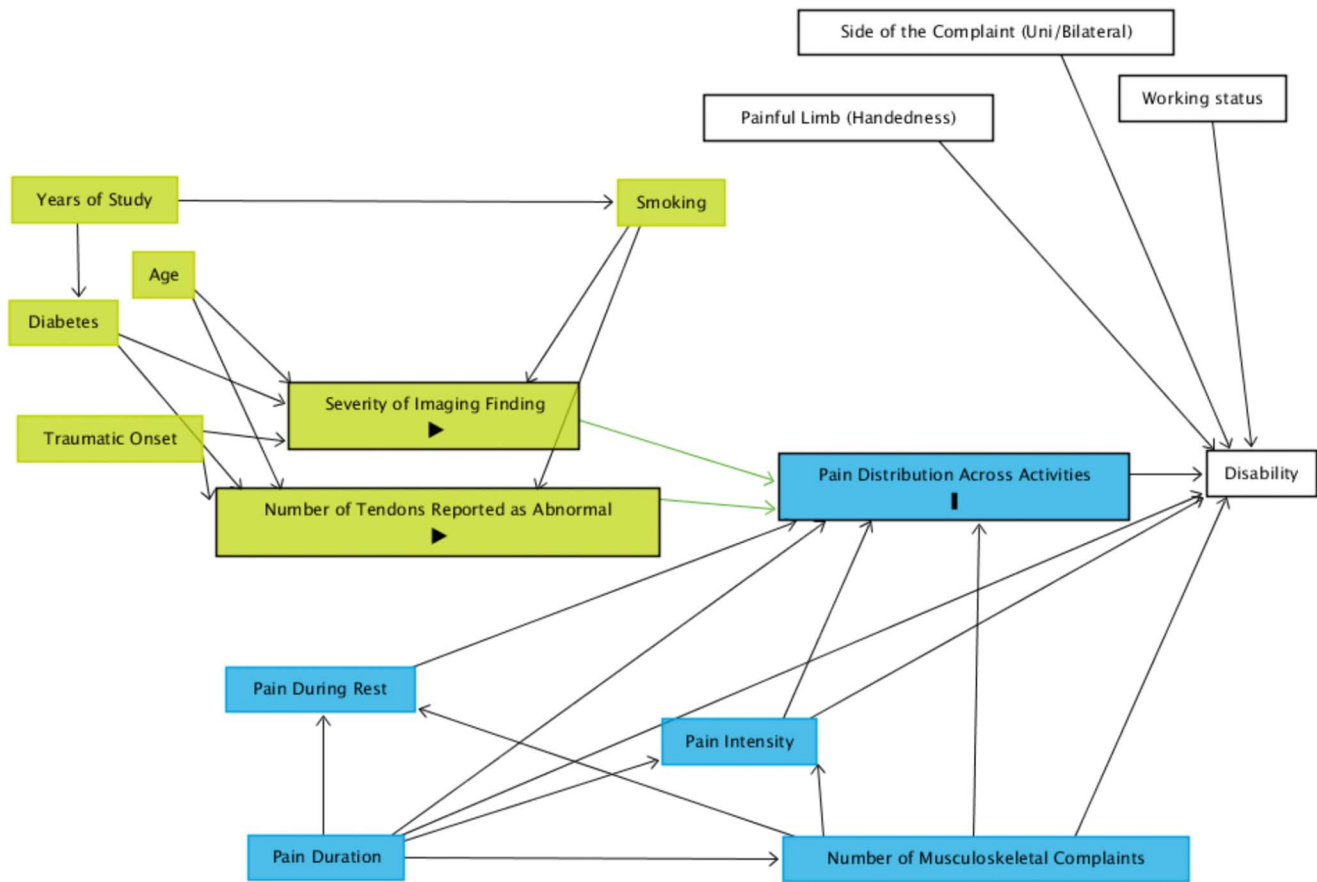 Side of the Complaint (Uni/Bilateral)
Working status
Painful Limb (Handedness)
Years of Study
Smoking
Age
Diabetes
Severity of Imaging Finding
Traumatic Onset
Pain Distribution Across Activities
Disability
Number of Tendons Reported as Abnormal
Pain During Rest
Pain Intensity
Pain Duration
Number of Musculoskeletal Complaints